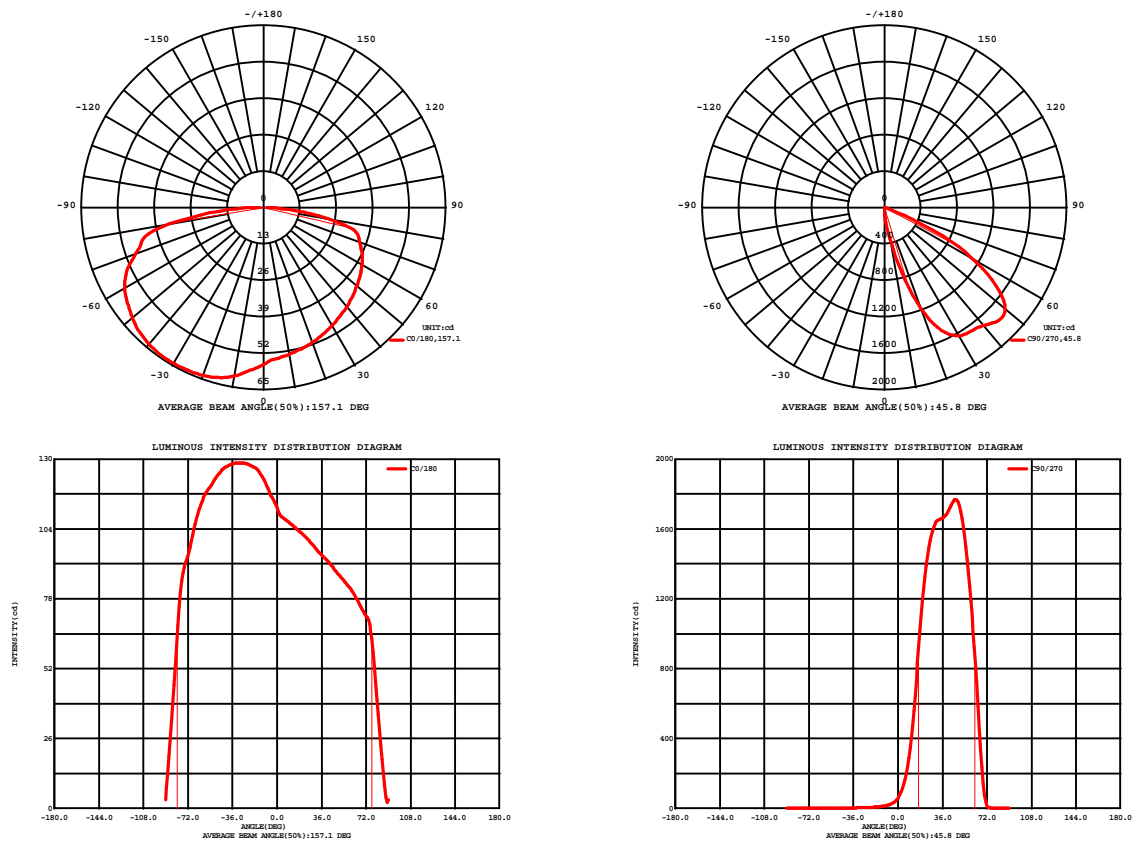 -/+180
-150
150
-120
120
-90
90
0
13
26
39
52
65
-60
60
UNIT:cd
C0/180,157.1
-30
30
0
AVERAGE BEAM ANGLE(50%):157.1 DEG
-/+180
-150
150
-120
120
-90
90
0
400
800
1200
1600
2000
-60
60
UNIT:cd
C90/270,45.8
-30
30
0
AVERAGE BEAM ANGLE(50%):45.8 DEG
LUMINOUS INTENSITY DISTRIBUTION DIAGRAM
C0/180
130
104
78
52
26
0
INTENSITY(cd)
-180.0 -144.0 -108.0 -72.0 -36.0 0.0 36.0 72.0 108.0 144.0 180.0
ANGLE(DEG)
AVERAGE BEAM ANGLE(50%):157.1 DEG
LUMINOUS INTENSITY DISTRIBUTION DIAGRAM
C90/270
2000
1600
1200
800
400
0
INTENSITY(cd)
-180.0 -144.0 -108.0 -72.0 -36.0 0.0 36.0 72.0 108.0 144.0 180.0
ANGLE(DEG)
AVERAGE BEAM ANGLE(50%):45.8 DEG